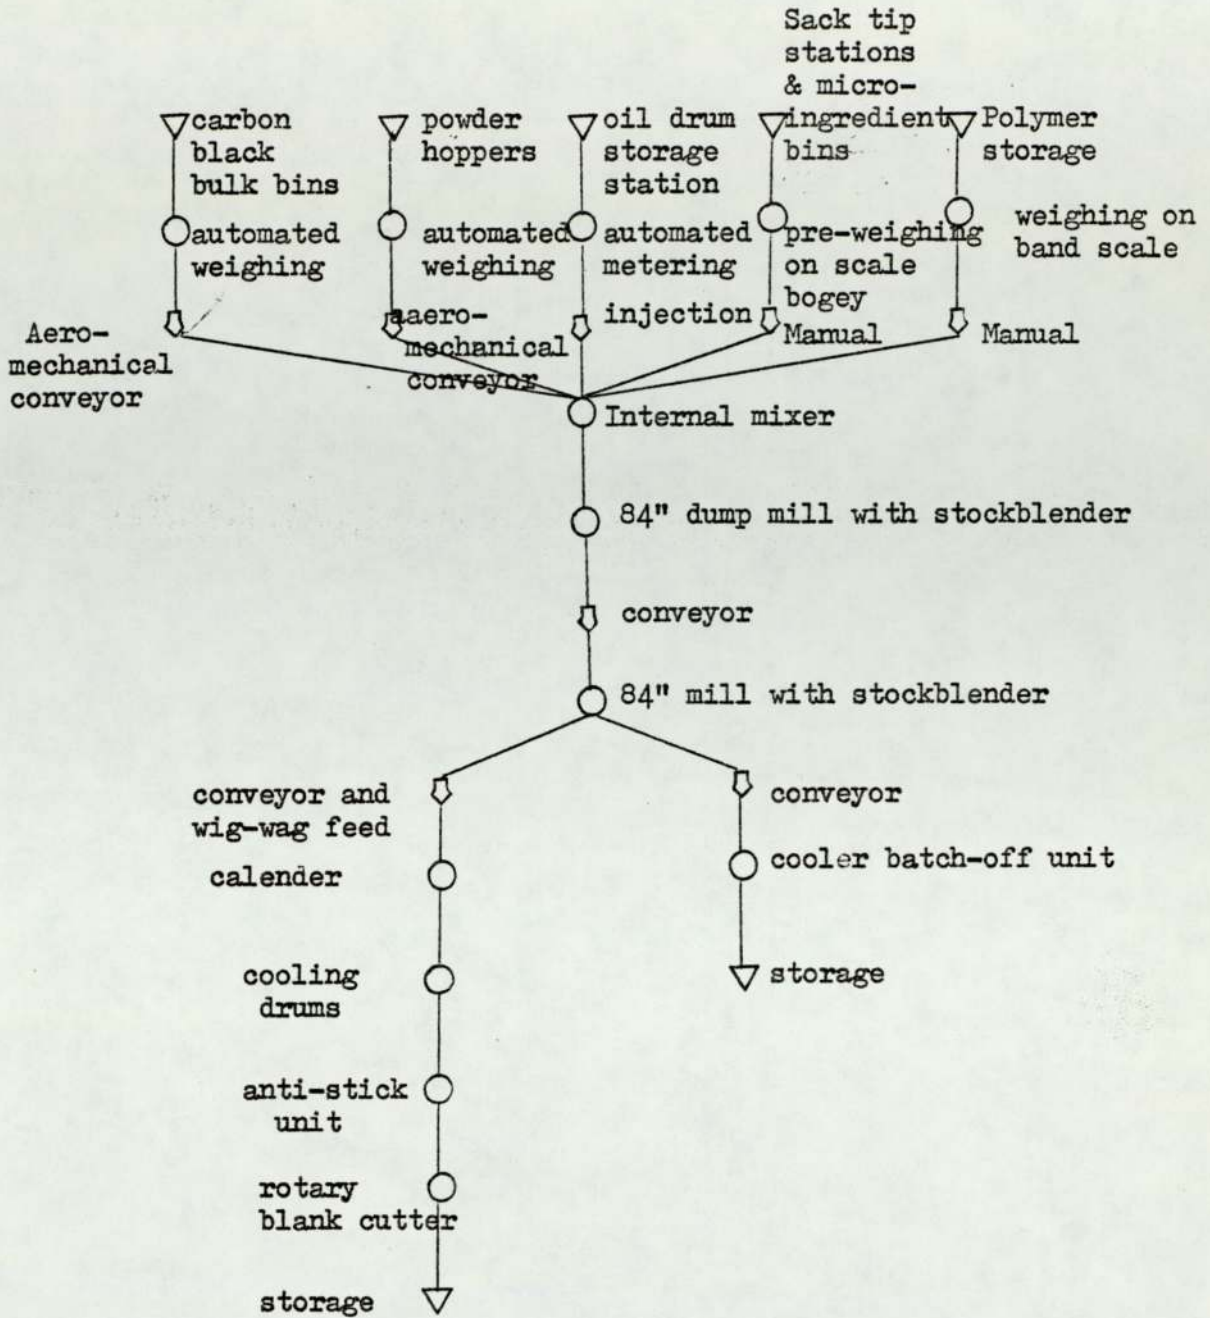 Sack tip
stations
& micro-
ingredient
bins
carbon
black
bulk bins
powder
hoppers
oil drum
storage
station
Polymer
storage
automated
weighing
automated
weighing
automated
metering
pre-weighing
on scale
bogey
weighing on
band scale
Aero-
mechanical
conveyor
aaero-
mechanical
conveyor
injection
Manual
Manual
Internal mixer
84" dump mill with stockblender
conveyor
84" mill with stockblender
conveyor and
wig-wag feed
conveyor
calender
cooler batch-off unit
cooling
drums
storage
anti-stick
unit
rotary
blank cutter
storage